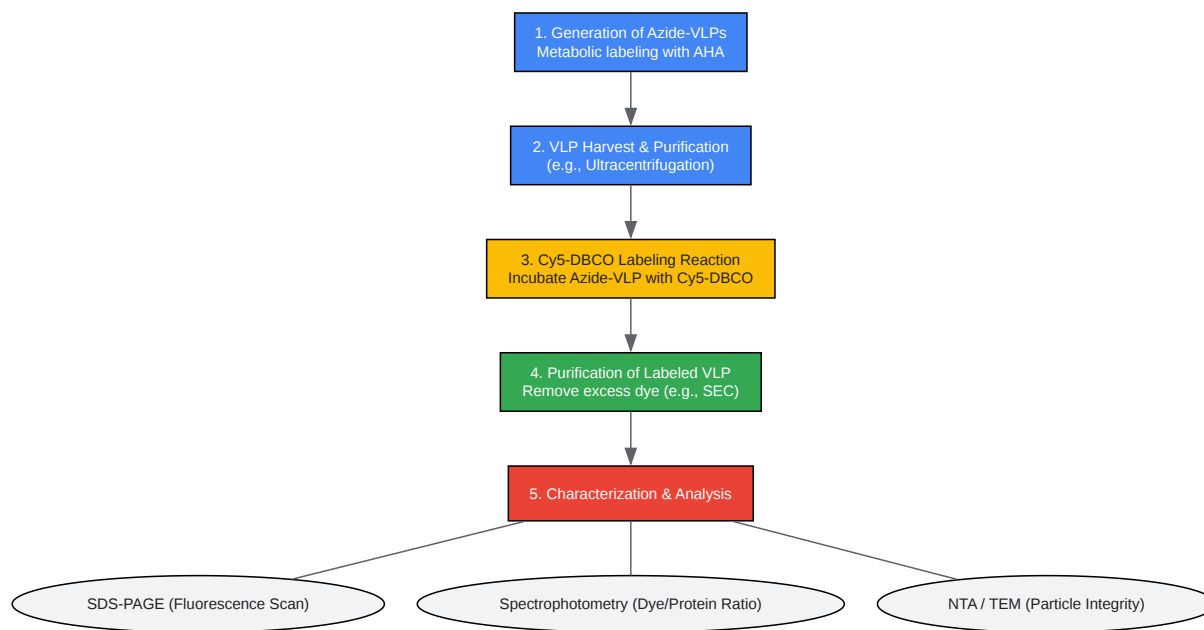 1. Generation of Azide-VLPs
Metabolic labeling with AHA
2. VLP Harvest & Purification
(e.g., Ultracentrifugation)
3. Cy5-DBCO Labeling Reaction
Incubate Azide-VLP with Cy5-DBCO
4. Purification of Labeled VLP
Remove excess dye (e.g., SEC)
5. Characterization & Analysis
SDS-PAGE (Fluorescence Scan)
Spectrophotometry (Dye/Protein Ratio)
NTA / TEM (Particle Integrity)